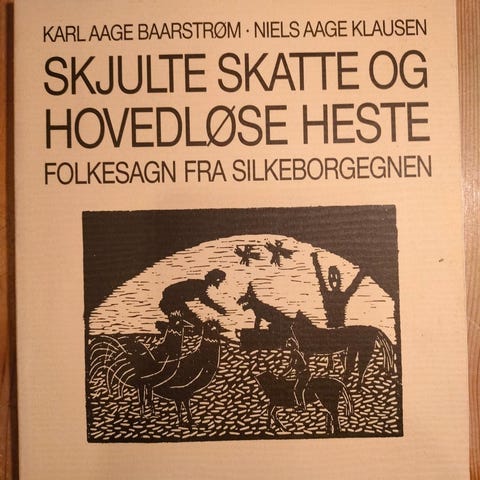 KARL AAGE BAARSTRØM · NIELS AAGE KLAUSEN
SKJULTE SKATTE OG
HOVEDLØSE HESTE
FOLKESAGN FRA SILKEBORGEGNEN